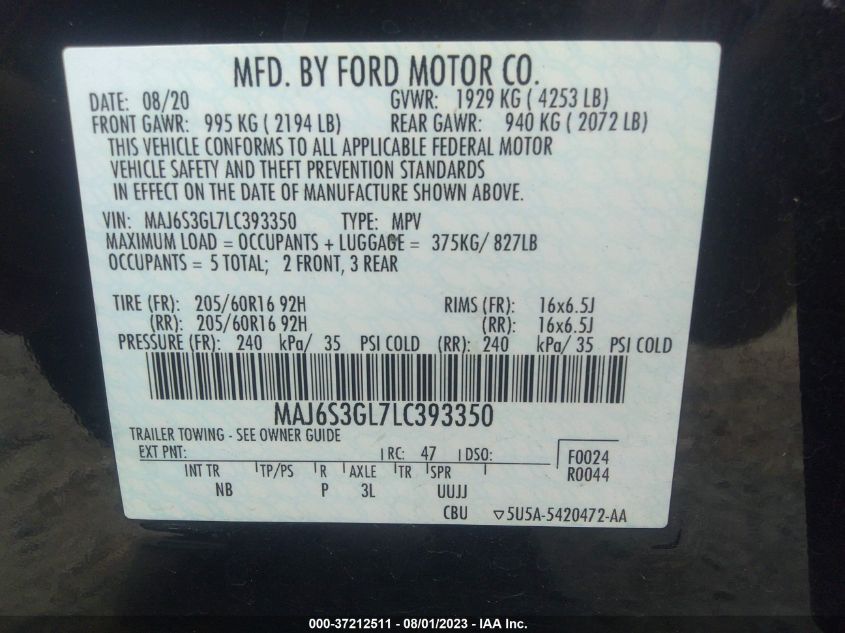 MFD. BY FORD MOTOR CO.
DATE: 08/20 GVWR: 1929 KG ( 4253 LB)
FRONT GAWR: 995 KG ( 2194 LB) REAR GAWR: 940 KG ( 2072 LB)
THIS VEHICLE CONFORMS TO ALL APPLICABLE FEDERAL MOTOR
VEHICLE SAFETY AND THEFT PREVENTION STANDARDS
IN EFFECT ON THE DATE OF MANUFACTURE SHOWN ABOVE.
VIN: MAJ6S3GL7LC393350 TYPE: MPV
MAXIMUM LOAD = OCCUPANTS + LUGGAGE = 375KG/ 827LB
OCCUPANTS = 5 TOTAL; 2 FRONT, 3 REAR
TIRE (FR): 205/60R16 92H RIMS (FR): 16x6.5J
(RR): 205/60R16 92H (RR): 16x6.5J
PRESSURE (FR): 240 kPa/ 35 PSI COLD (RR): 240 kPa/ 35 PSI COLD
MAJ6S3GL7LC393350
TRAILER TOWING - SEE OWNER GUIDE
EXT PNT: RC: 47 DSO: F0024
INT TR TP/PS R AXLE TR SPR R0044
NB P 3L UUJJ
CBU ▽5U5A-5420472-AA
000-37212511 - 08/01/2023 - IAA Inc.